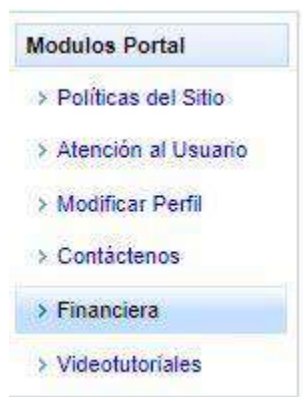 Modulos Portal
> Políticas del Sitio
> Atención al Usuario
> Modificar Perfil
> Contáctenos
> Financiera
> Videotutoriales